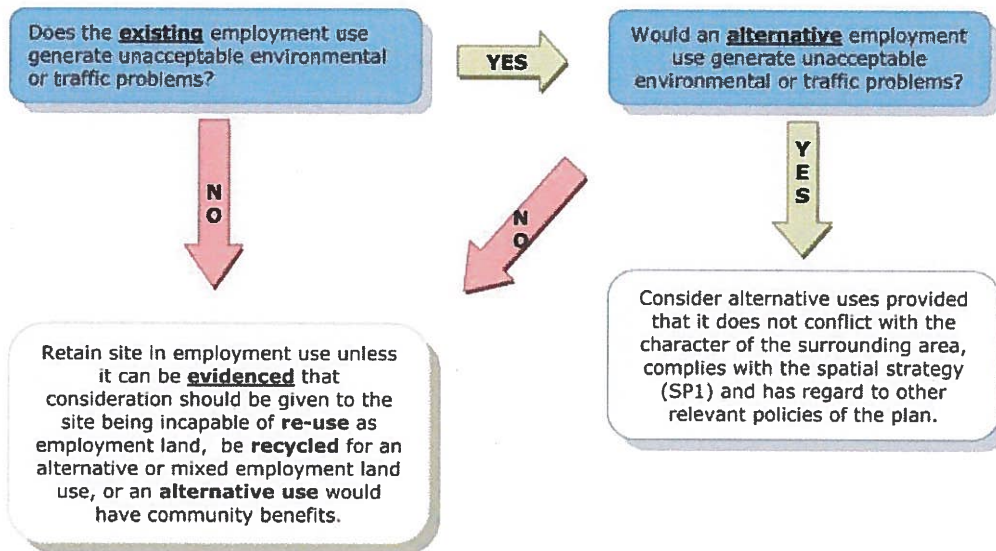 Does the existing employment use
generate unacceptable environmental
or traffic problems?
YES
Would an alternative employment
use generate unacceptable
environmental or traffic problems?
NO
NO
YES
Retain site in employment use unless
it can be evidenced that
consideration should be given to the
site being incapable of re-use as
employment land, be recycled for an
alternative or mixed employment land
use, or an alternative use would
have community benefits.
Consider alternative uses provided
that it does not conflict with the
character of the surrounding area,
complies with the spatial strategy
(SP1) and has regard to other
relevant policies of the plan.